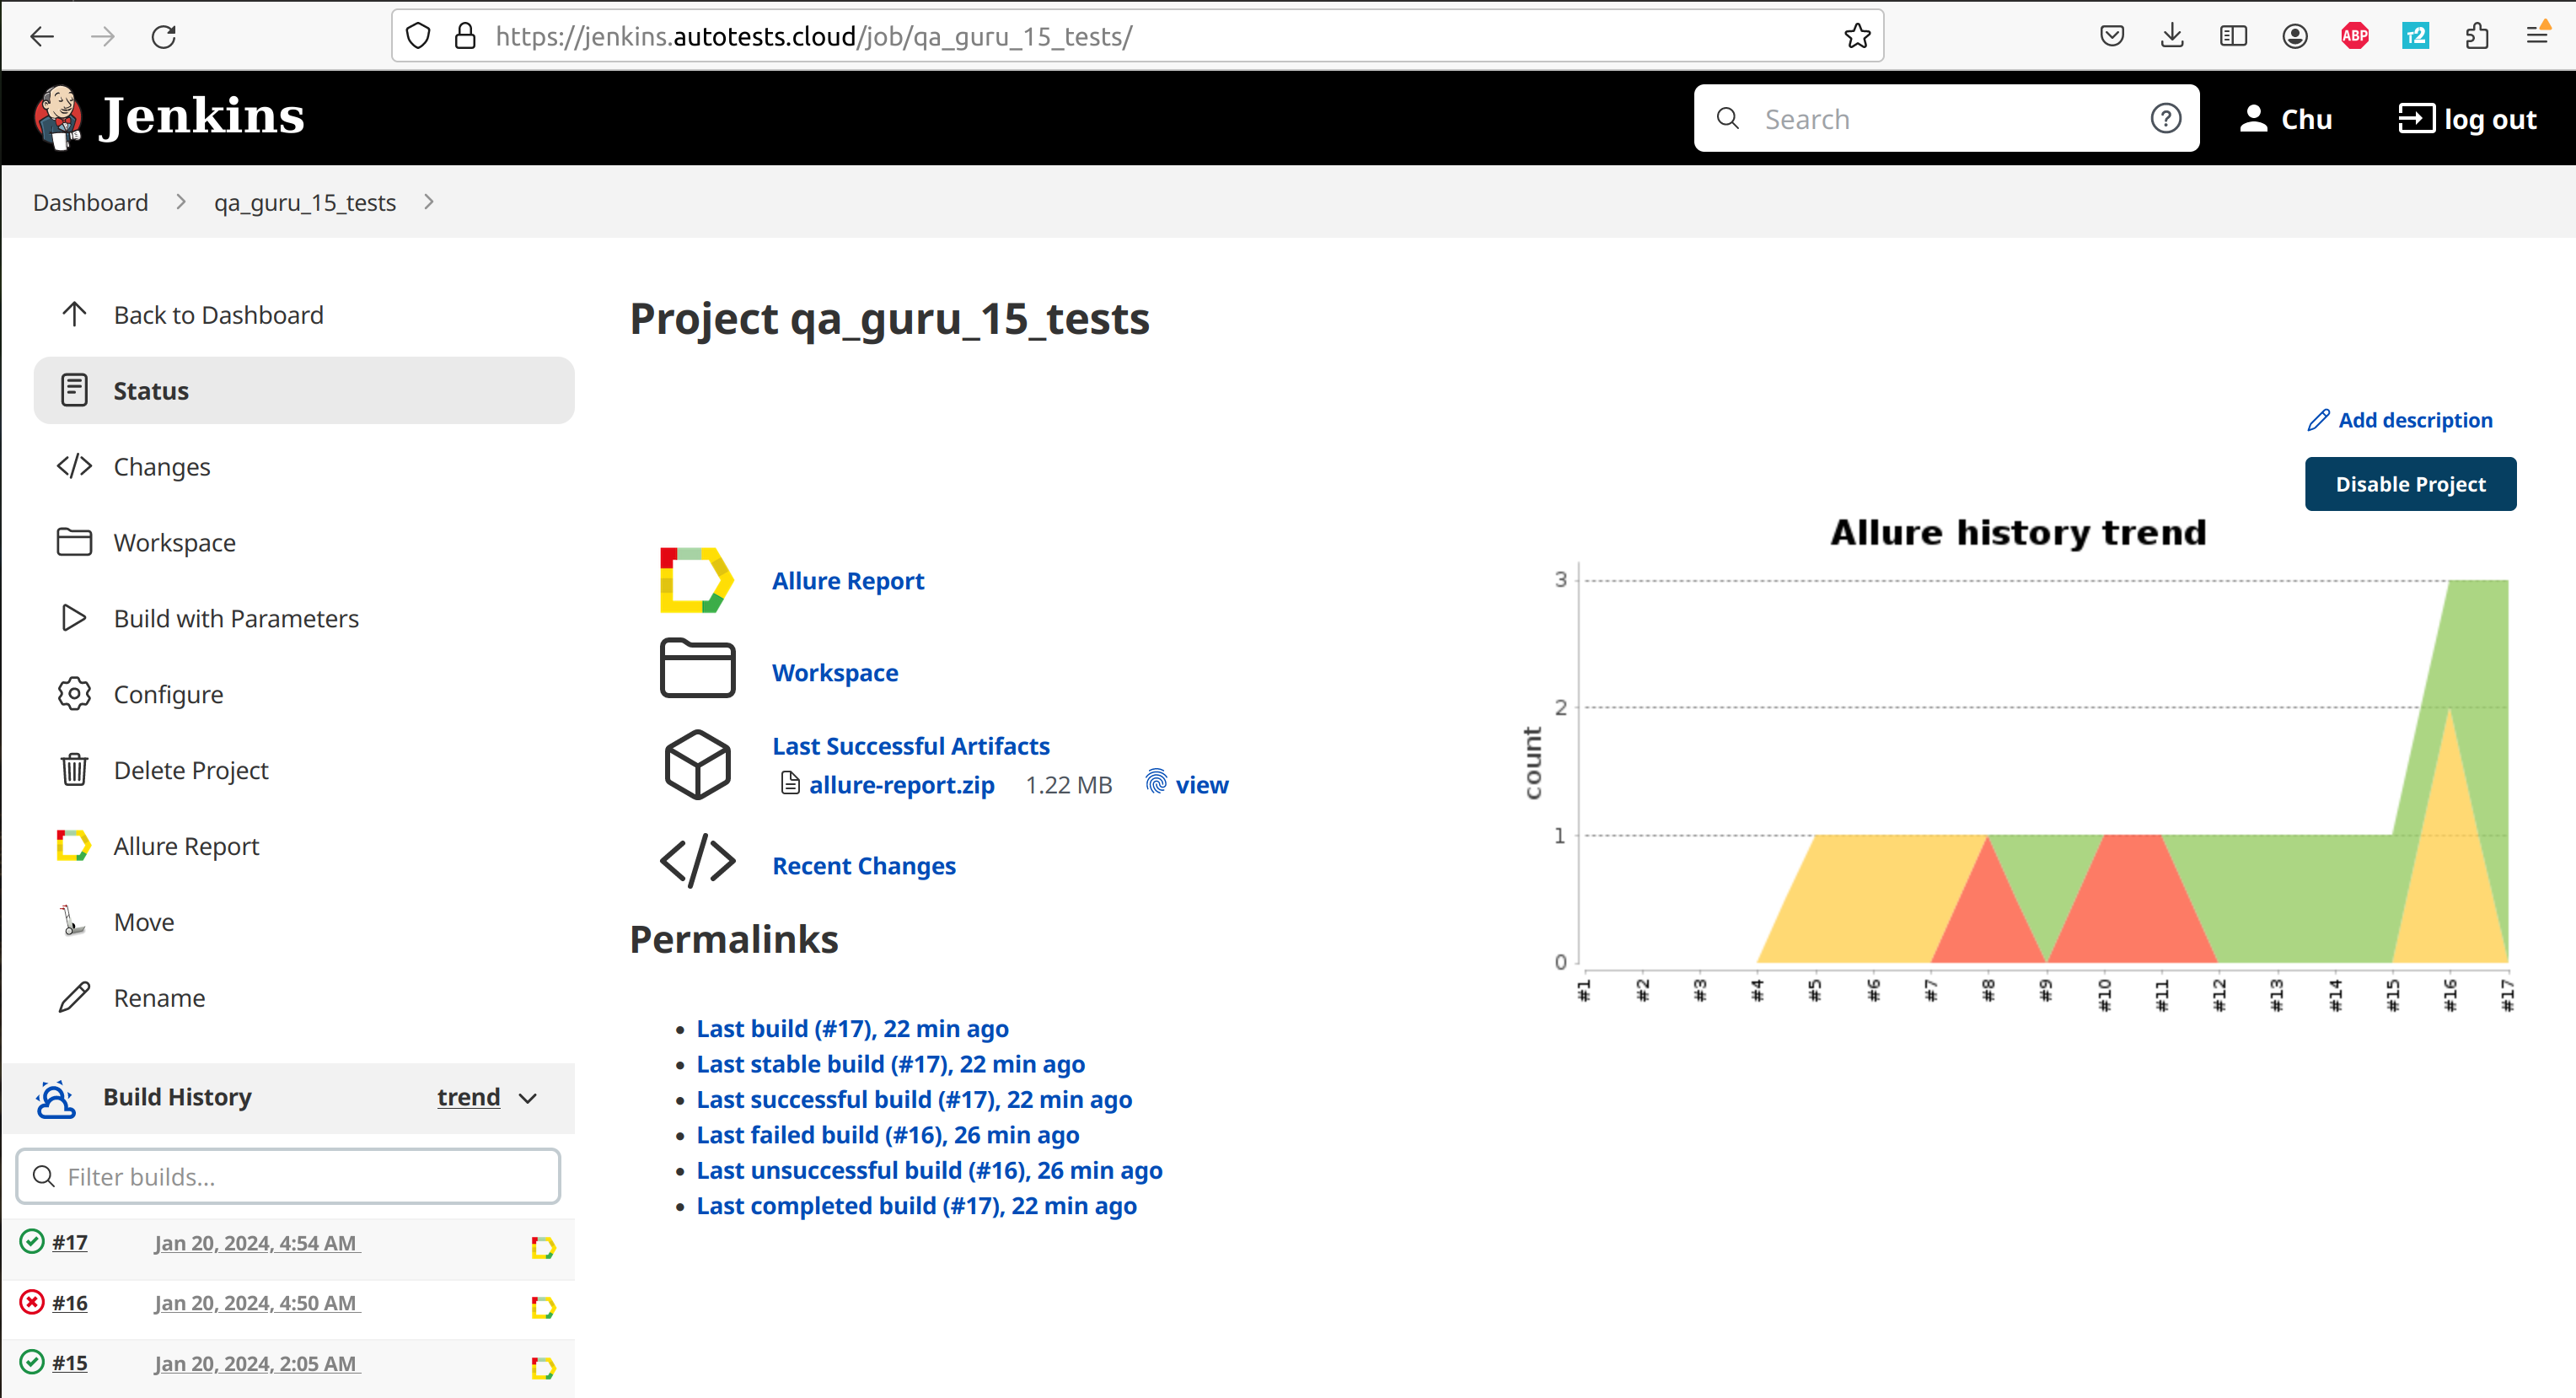 https://jenkins.autotests.cloud/job/qa_guru_15_tests/
ABP
T2
Jenkins
Search
?
Chu
log out
Dashboard
qa_guru_15_tests
Back to Dashboard
Status
Changes
Workspace
Build with Parameters
Configure
Delete Project
Allure Report
Move
Rename
Build History
trend
Filter builds...
#17 Jan 20, 2024, 4:54 AM
#16 Jan 20, 2024, 4:50 AM
#15 Jan 20, 2024, 2:05 AM
Project qa_guru_15_tests
Add description
Disable Project
Allure Report
Workspace
Last Successful Artifacts
allure-report.zip 1.22 MB view
Recent Changes
Permalinks
Last build (#17), 22 min ago
Last stable build (#17), 22 min ago
Last successful build (#17), 22 min ago
Last failed build (#16), 26 min ago
Last unsuccessful build (#16), 26 min ago
Last completed build (#17), 22 min ago
Allure history trend
count
3
2
1
0
#1 #2 #3 #4 #5 #6 #7 #8 #9 #10 #11 #12 #13 #14 #15 #16 #17